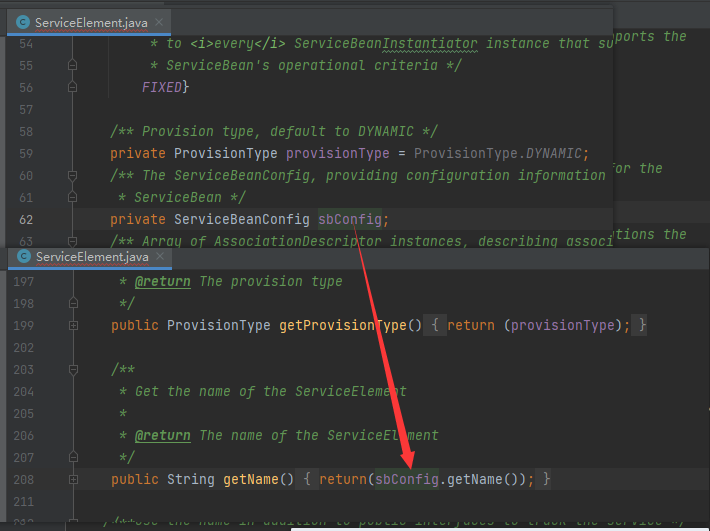 ServiceElement.java
54 * to <i>every</i> ServiceBeanInstantiator instance that su ports the
55 * ServiceBean's operational criteria */
56 FIXED}
57
58 /** Provision type, default to DYNAMIC */
59 private ProvisionType provisionType = ProvisionType.DYNAMIC;
60 /** The ServiceBeanConfig, providing configuration information for the
61 * ServiceBean */
62 private ServiceBeanConfig sbConfig;
63 /** Array of AssociationDescriptor instances, describing associ tions the
ServiceElement.java
197 * @return The provision type
198 */
199 public ProvisionType getProvisionType() { return (provisionType); }
202
203 /**
204 * Get the name of the ServiceElement
205 *
206 * @return The name of the ServiceElement
207 */
208 public String getName() { return(sbConfig.getName()); }
211